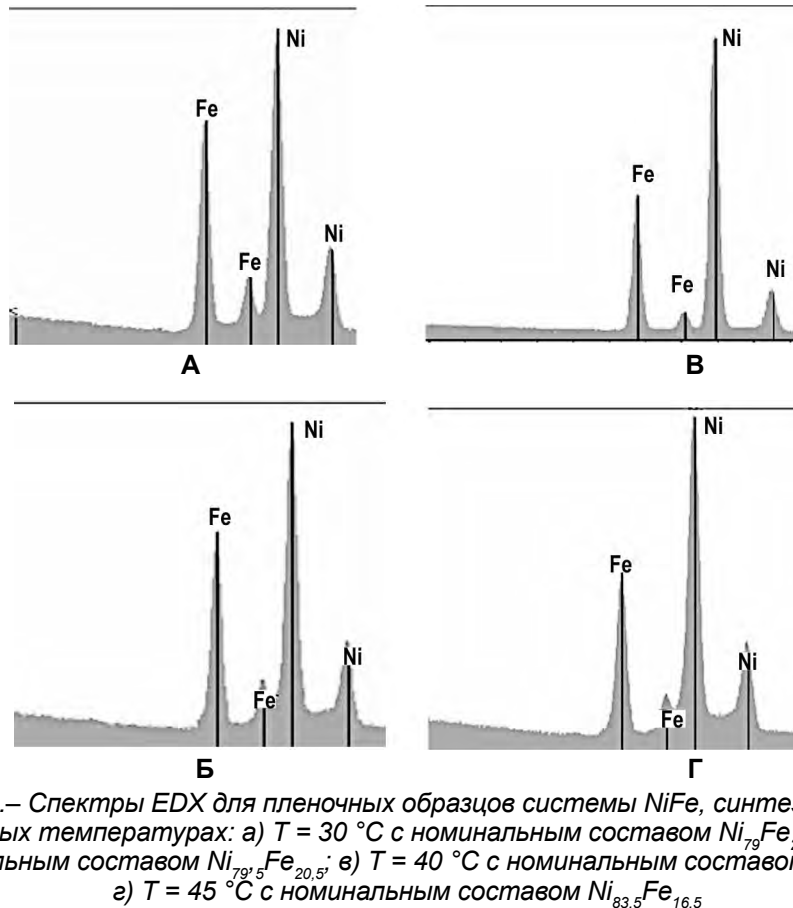 Ni
Fe
Fe
Ni
А
Ni
Fe
Fe
Ni
В
Ni
Fe
Fe
Ni
Б
Ni
Fe
Fe
Ni
Г
.– Спектры EDX для пленочных образцов системы NiFe,
ых температурах: а) T = 30 °C с номинальным составом Ni79Fe
льным составом Ni79,5Fe20,5; в) T = 40 °C с номинальным составо
г) T = 45 °C с номинальным составом Ni83.5Fe16.5